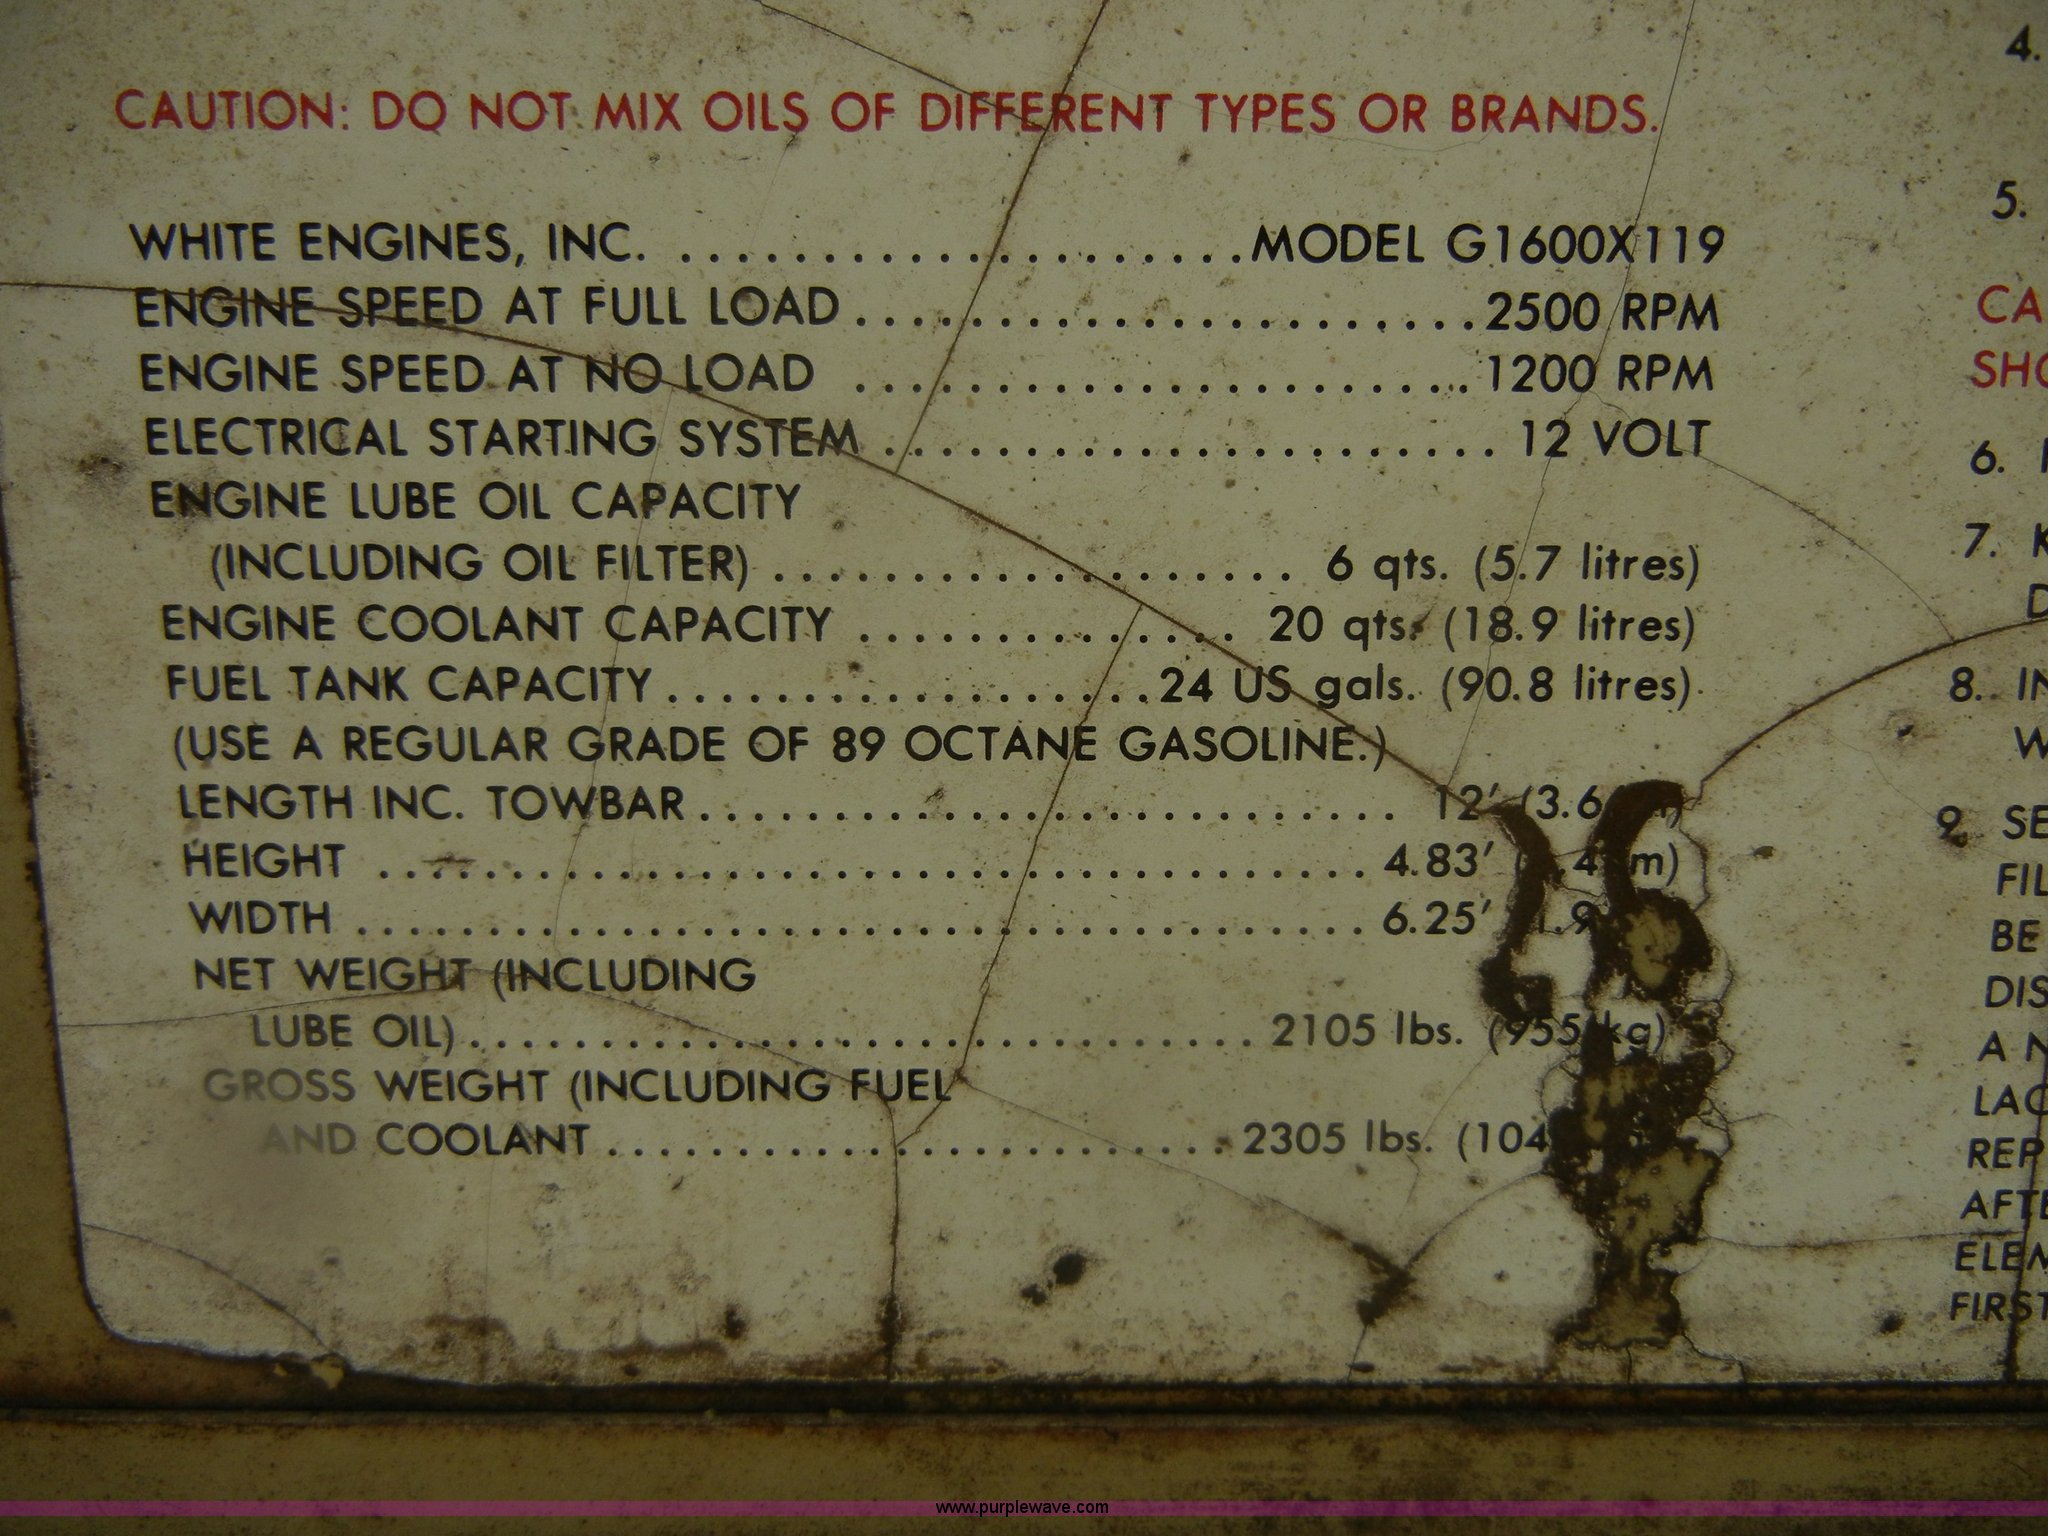 CAUTION: DO NOT MIX OILS OF DIFFERENT TYPES OR BRANDS.
WHITE ENGINES, INC. ....................MODEL G1600X119
ENGINE SPEED AT FULL LOAD......................2500 RPM
ENGINE SPEED AT NO LOAD ......................1200 RPM
ELECTRICAL STARTING SYSTEM...................... 12 VOLT
ENGINE LUBE OIL CAPACITY
(INCLUDING OIL FILTER)................... 6 qts. (5.7 litres)
ENGINE COOLANT CAPACITY .............. 20 qts. (18.9 litres)
FUEL TANK CAPACITY..................24 US gals. (90.8 litres)
(USE A REGULAR GRADE OF 89 OCTANE GASOLINE.)
LENGTH INC. TOWBAR.......................... 12'
HEIGHT ..................................... 4.83'
WIDTH ...................................... 6.25'
NET WEIGHT (INCLUDING
LUBE OIL)............................. 2105 lbs. (955 kg)
GROSS WEIGHT (INCLUDING FUEL
AND COOLANT........................ 2305 lbs.
4.
5.
6.
7.
8.
9.
BE
A
www.purplewave.com